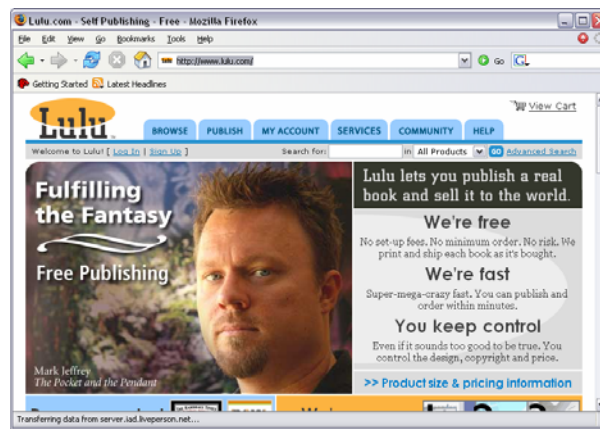 Lulu.com - Self Publishing - Free - Mozilla Firefox
File Edit View Go Bookmarks Tools Help
http://www.lulu.com/ Go G
Getting Started Latest Headlines
View Cart
Lulu
BROWSE PUBLISH MY ACCOUNT SERVICES COMMUNITY HELP
Welcome to Lulu! [ Log In | Sign Up ] Search for: in All Products GO Advanced Search
Fulfilling
the Fantasy
Free Publishing
Mark Jeffrey
The Pocket and the Pendant
Lulu lets you publish a real
book and sell it to the world.
We're free
No set-up fees. No minimum order. No risk. We
print and ship each book as it's bought.
We're fast
Super-mega-crazy fast. You can publish and
order within minutes.
You keep control
Even if it sounds too good to be true. You
control the design, copyright and price.
>> Product size & pricing information
Transferring data from server.iad.liveperson.net...